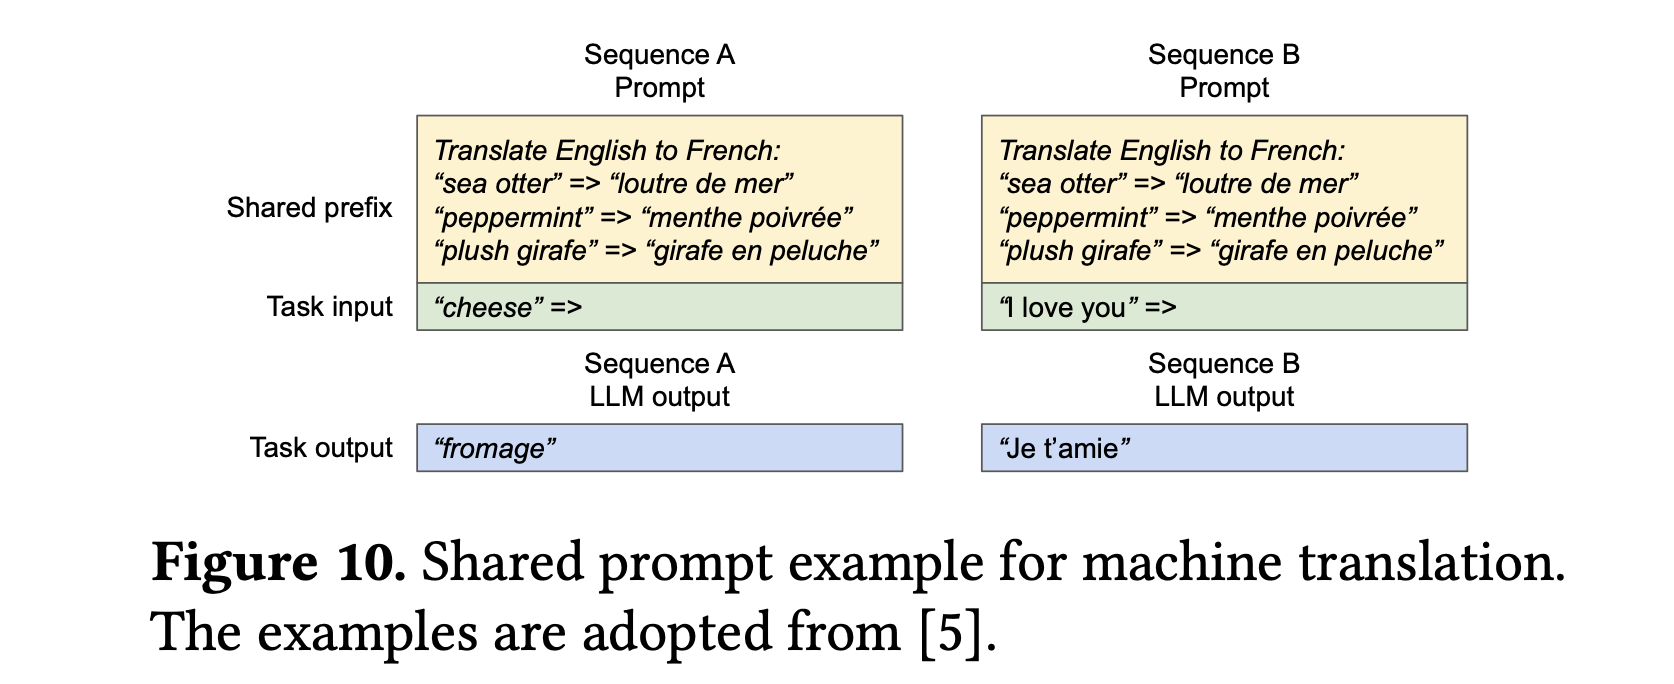 Sequence A
Prompt
Sequence B
Prompt
Shared prefix
Translate English to French:
“sea otter” => “loutre de mer”
“peppermint” => “menthe poivrée”
“plush girafe” => “girafe en peluche”
Translate English to French:
“sea otter” => “loutre de mer”
“peppermint” => “menthe poivrée”
“plush girafe” => “girafe en peluche”
Task input
“cheese” =>
“I love you” =>
Sequence A
LLM output
Sequence B
LLM output
Task output
“fromage”
“Je t’amie”
Figure 10. Shared prompt example for machine translation.
The examples are adopted from [5].